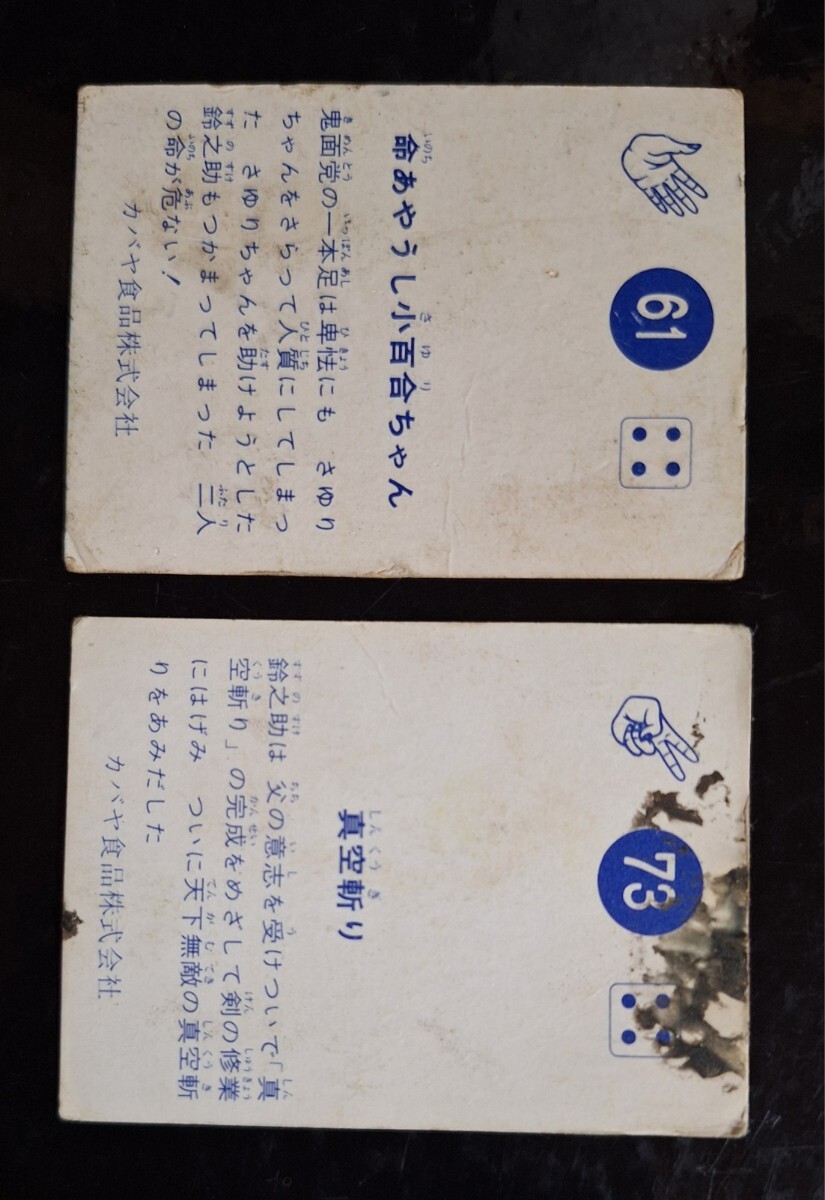 61
命あやうし小百合ちゃん
鬼面党の一本足は卑怯にも さゆり
ちゃんをさらって人質にしてしまっ
た さゆりちゃんを助けようとした
鈴之助もつかまってしまった 二人
の命が危ない!
カバヤ食品株式会社
73
真空斬り
鈴之助は 父の意志を受けついで「真
空斬り」の完成をめざして剣の修業
にはげみ ついに天下無敵の真空斬
りをあみだした
カバヤ食品株式会社